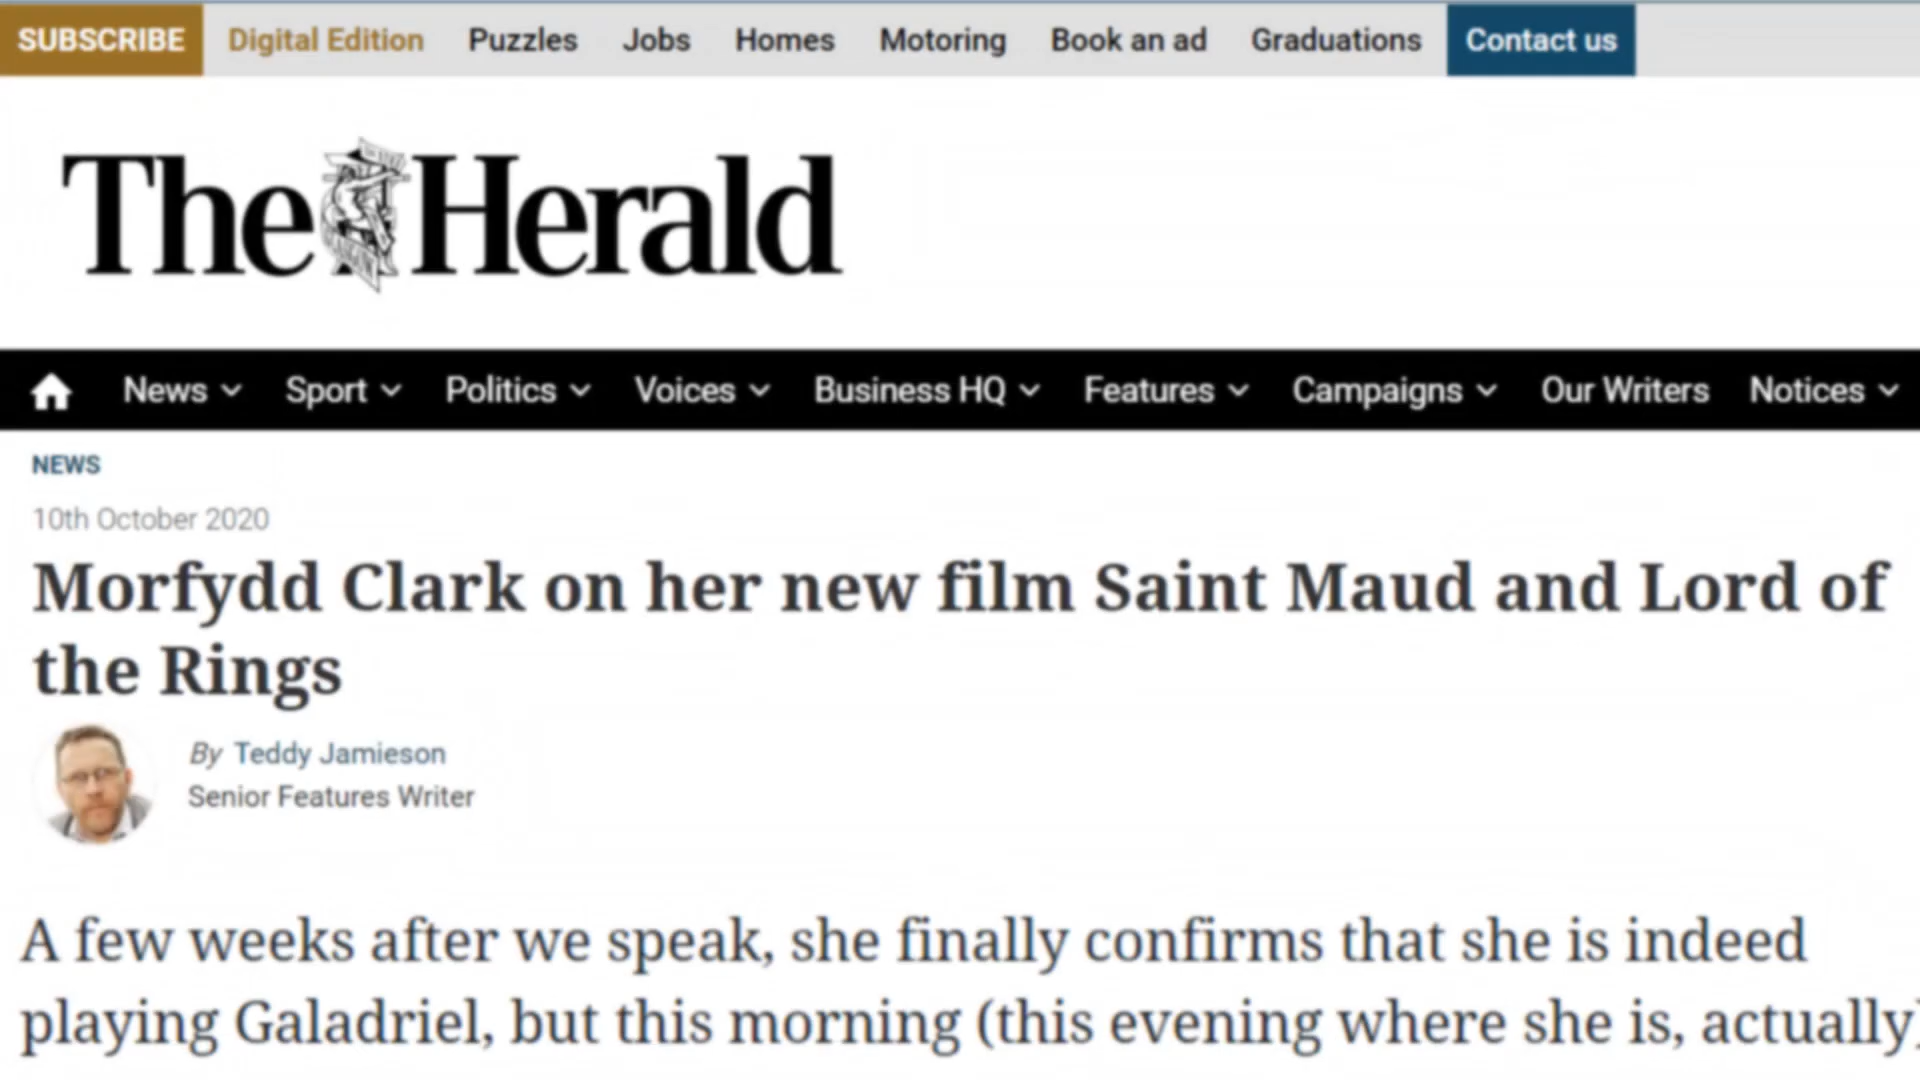 SUBSCRIBE Digital Edition Puzzles Jobs Homes Motoring Book an ad Graduations Contact us
The Herald
News Sport Politics Voices Business HQ Features Campaigns Our Writers Notices
NEWS
10th October 2020
Morfydd Clark on her new film Saint Maud and Lord of
the Rings
By Teddy Jamieson
Senior Features Writer
A few weeks after we speak, she finally confirms that she is indeed
playing Galadriel, but this morning (this evening where she is, actually)